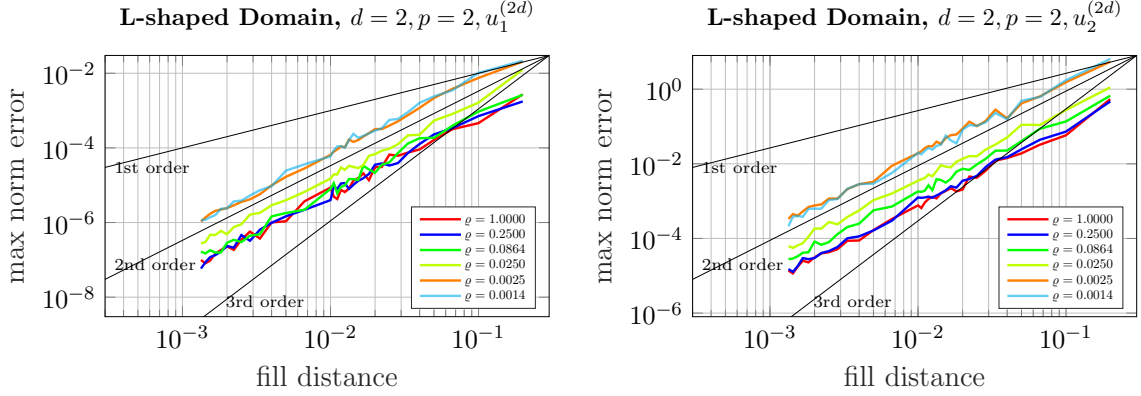 L-shaped Domain, d = 2, p = 2, u₁⁽²ᵈ⁾
max norm error
10⁻²
10⁻⁴
10⁻⁶
10⁻⁸
1st order
2nd order
3rd order
ϱ = 1.0000
ϱ = 0.2500
ϱ = 0.0864
ϱ = 0.0250
ϱ = 0.0025
ϱ = 0.0014
10⁻³ 10⁻² 10⁻¹
fill distance
L-shaped Domain, d = 2, p = 2, u₂⁽²ᵈ⁾
max norm error
10⁰
10⁻²
10⁻⁴
10⁻⁶
1st order
2nd order
3rd order
ϱ = 1.0000
ϱ = 0.2500
ϱ = 0.0864
ϱ = 0.0250
ϱ = 0.0025
ϱ = 0.0014
10⁻³ 10⁻² 10⁻¹
fill distance